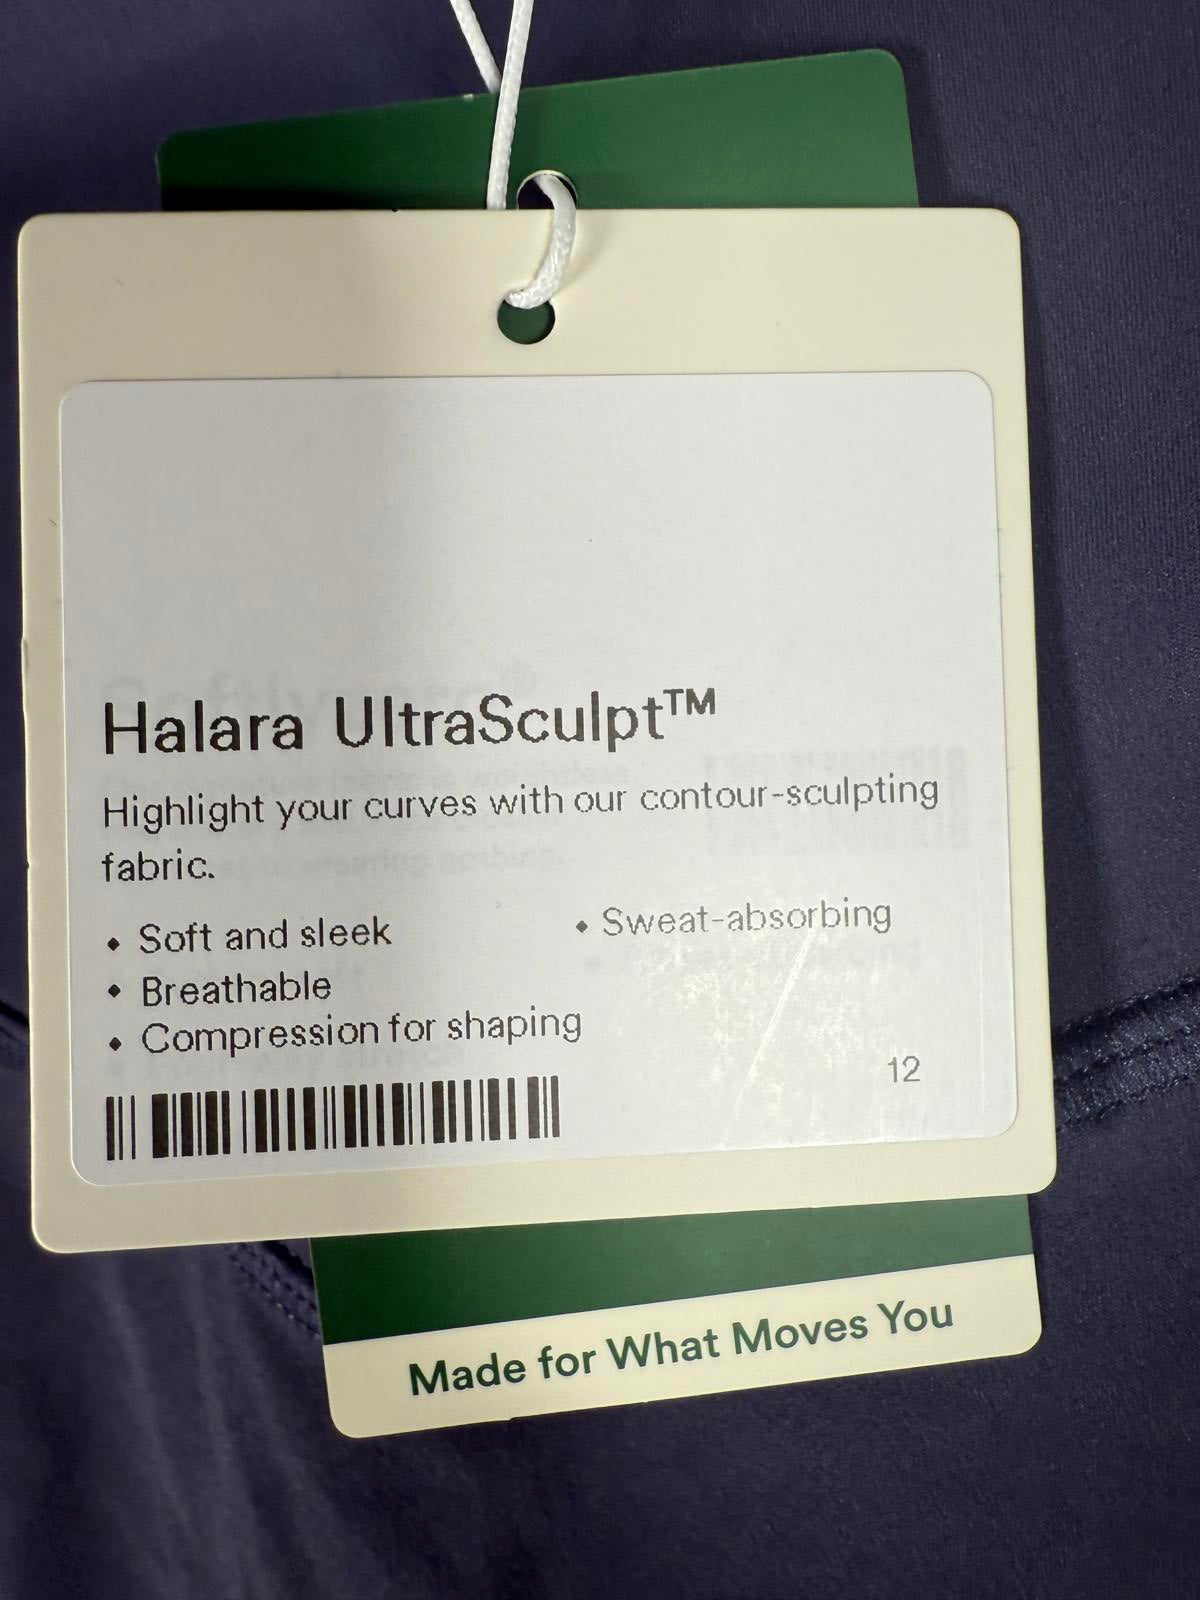 Halara UltraSculpt™
Highlight your curves with our contour-sculpting
fabric.
• Soft and sleek
• Sweat-absorbing
• Breathable
• Compression for shaping
12
Made for What Moves You